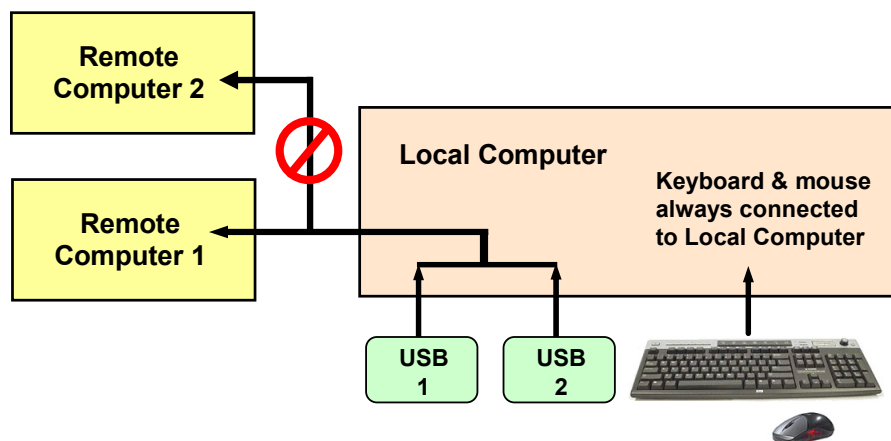 Remote
Computer 2
Local Computer
Keyboard & mouse
always connected
to Local Computer
Remote
Computer 1
USB
1
USB
2